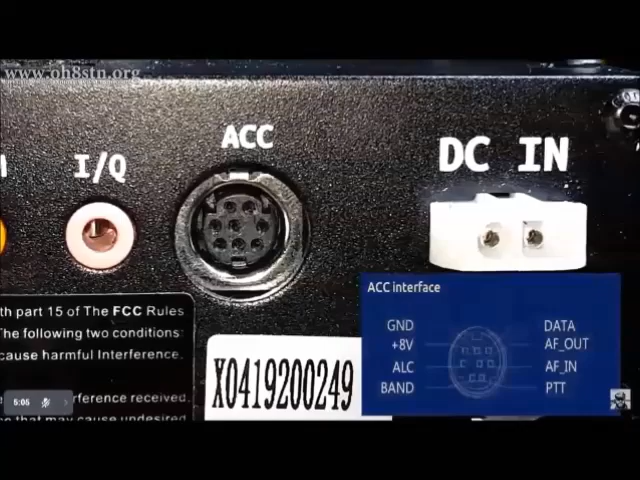 www.oh8stn.org
ACC
I/Q
DC IN
ACC interface
GND
DATA
+8V
AF_OUT
ALC
AF_IN
BAND
PTT
th part 15 of The FCC Rules
The following two conditions:
cause harmful Interference.
ference received.
that may cause undesired
X0419200249
5:05